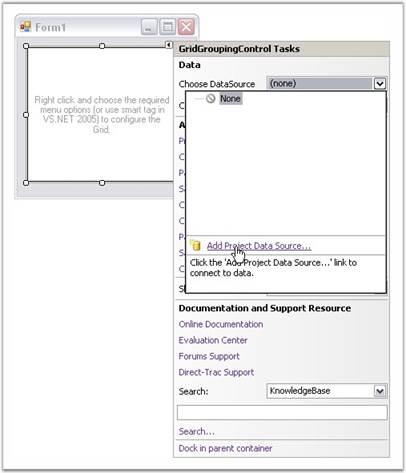 Form1
Right click and choose the required
menu options (or use smart tag in
VS.NET 2005) to configure the
Grid.
GridGroupingControl Tasks
Data
Choose DataSource (none)
None
Add Project Data Source...
Click the 'Add Project Data Source...' link to
connect to data.
Documentation and Support Resource
Online Documentation
Evaluation Center
Forums Support
Direct-Trac Support
Search: KnowledgeBase
Search...
Dock in parent container